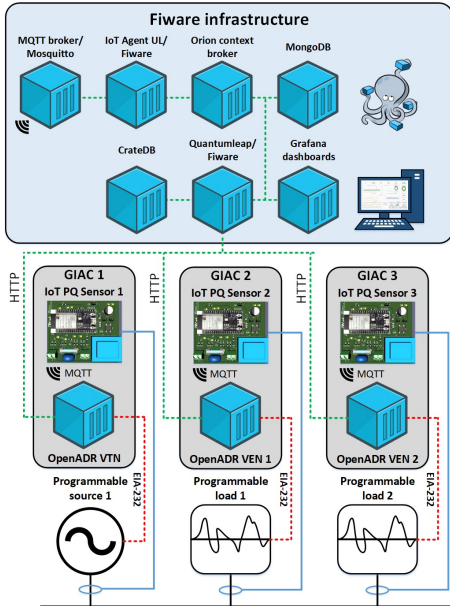 Fiware infrastructure
MQTT broker/
Mosquitto
IoT Agent UL/
Fiware
Orion context
broker
MongoDB
CrateDB
Quantumleap/
Fiware
Grafana
dashboards
HTTP
HTTP
HTTP
GIAC 1
IoT PQ Sensor 1
MQTT
OpenADR VTN
EIA-232
GIAC 2
IoT PQ Sensor 2
MQTT
OpenADR VEN 1
EIA-232
GIAC 3
IoT PQ Sensor 3
MQTT
OpenADR VEN 2
EIA-232
Programmable
source 1
Programmable
load 1
Programmable
load 2